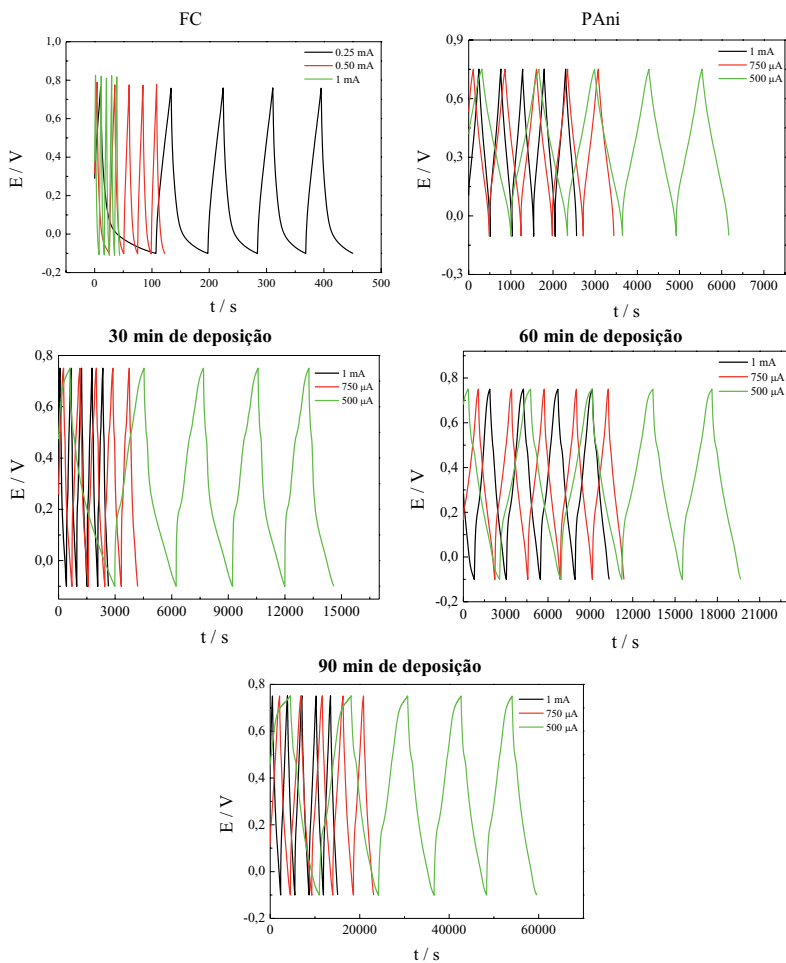 FC
1,0
0,8
0,6
0,4
0,2
0,0
-0,2
E / V
0.25 mA
0.50 mA
1 mA
0
100
200
300
400
500
t / s
PAni
0,9
0,6
0,3
0,0
-0,3
E / V
1 mA
750 μA
500 μA
0
1000
2000
3000
4000
5000
6000
7000
t / s
30 min de deposição
0,8
0,6
0,4
0,2
0,0
E / V
1 mA
750 μA
500 μA
0
3000
6000
9000
12000
15000
t / s
60 min de deposição
0,8
0,6
0,4
0,2
0,0
-0,2
E / V
1 mA
750 μA
500 μA
0
3000
6000
9000
12000
15000
18000
21000
t / s
90 min de deposição
0,8
0,6
0,4
0,2
0,0
-0,2
E / V
1 mA
750 μA
500 μA
0
20000
40000
60000
t / s